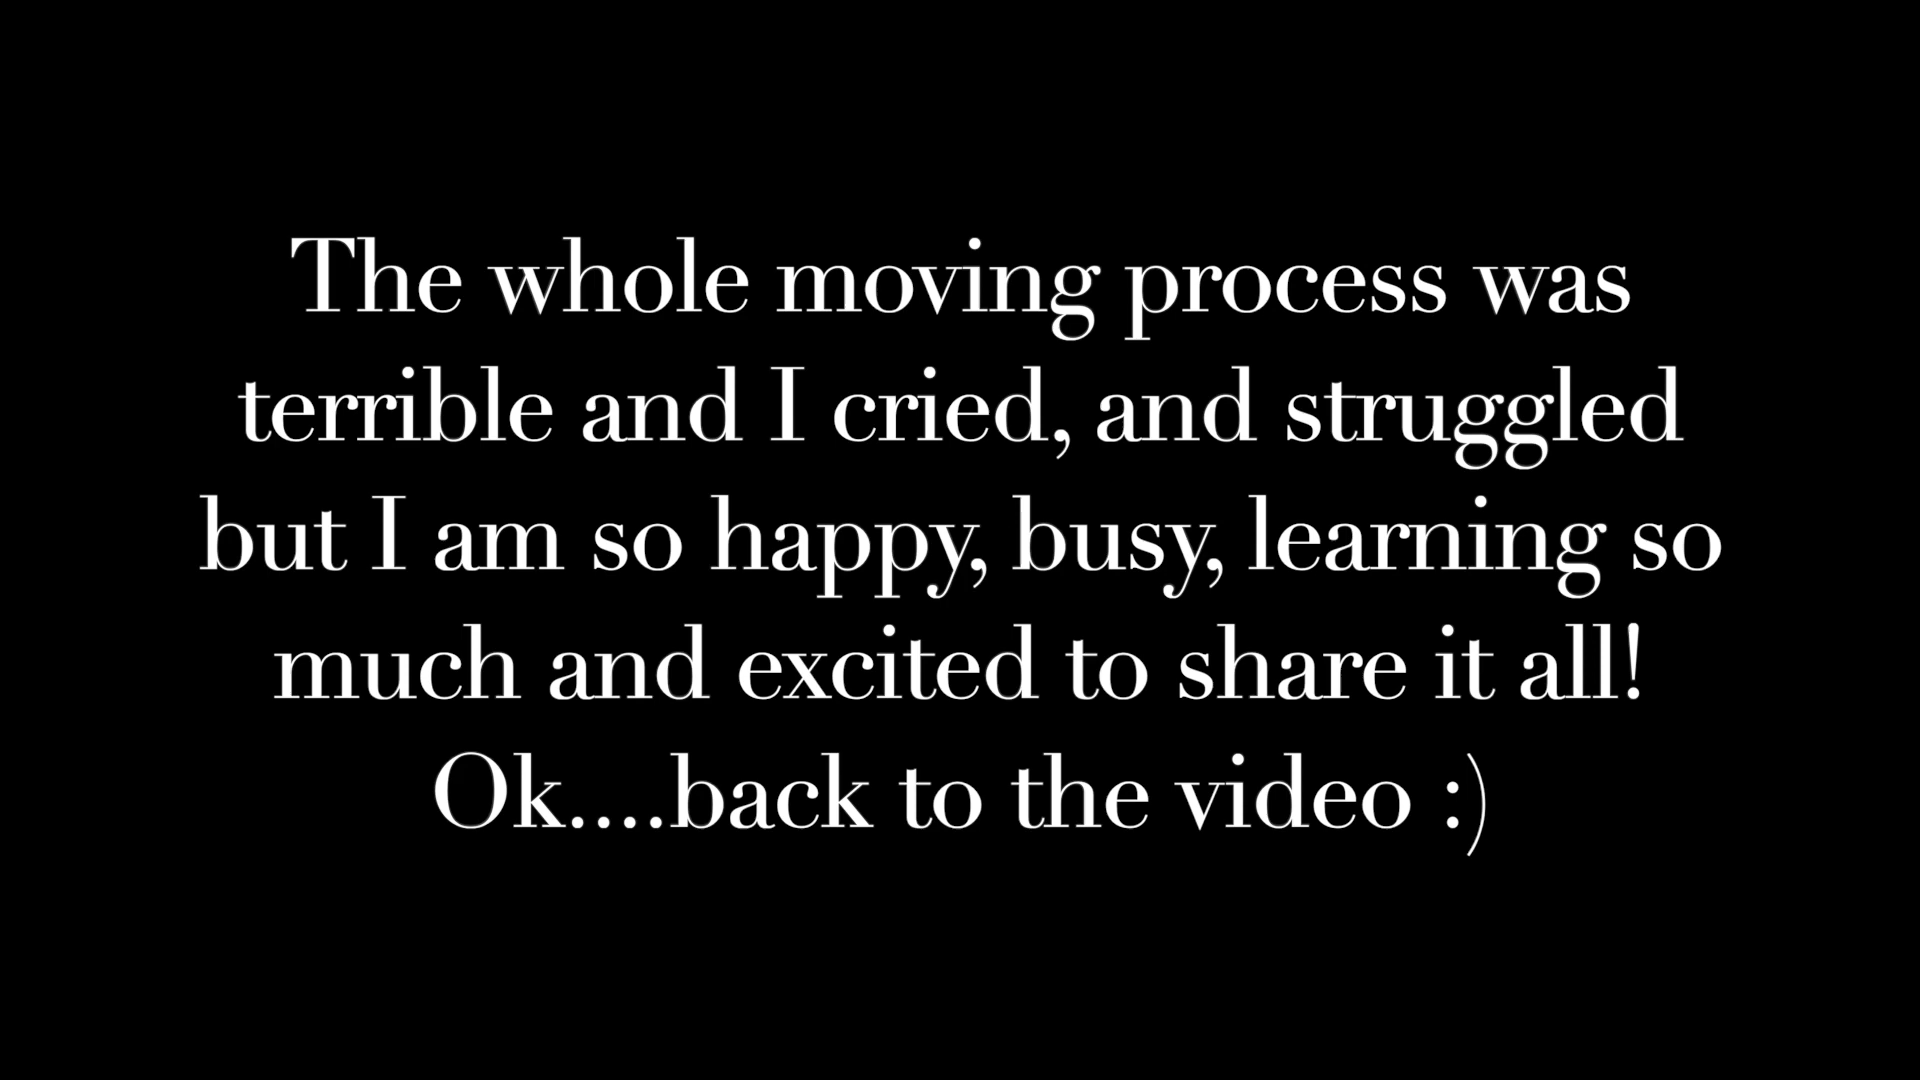 The whole moving process was
terrible and I cried, and struggled
but I am so happy, busy, learning so
much and excited to share it all!
Ok....back to the video :)